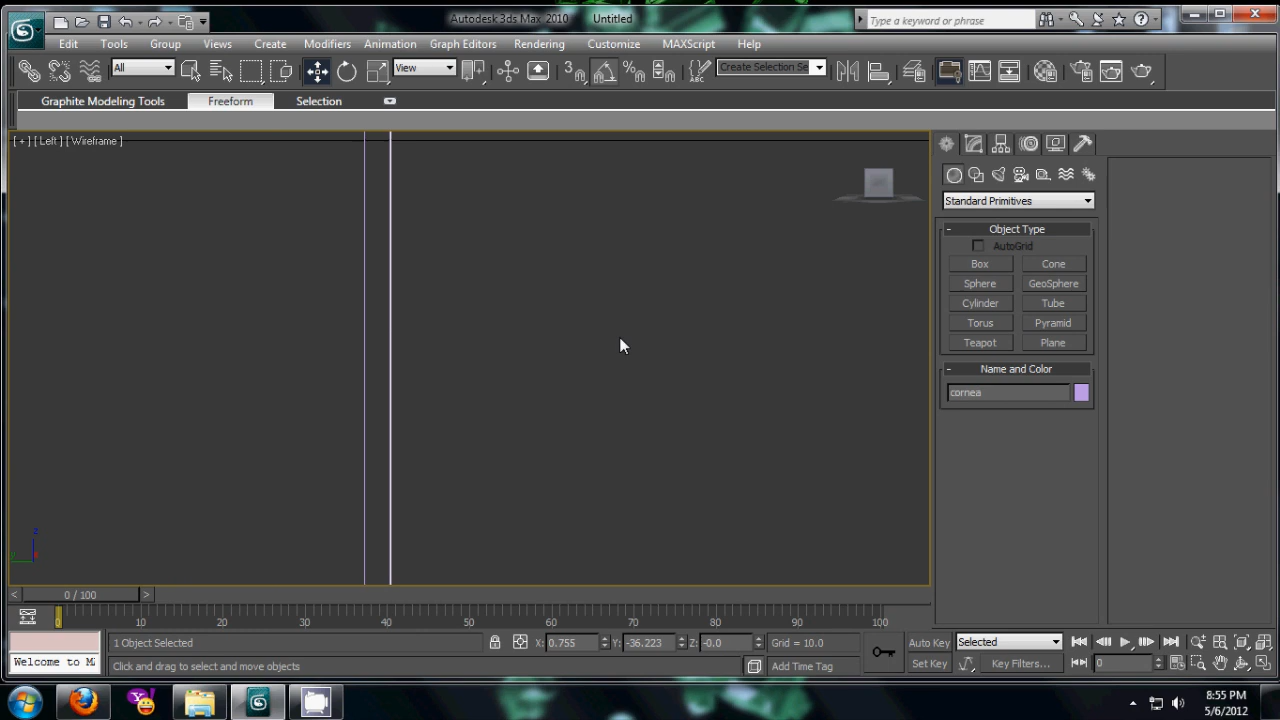 Autodesk 3ds Max 2010 Untitled
Type a keyword or phrase
Edit Tools Group Views Create Modifiers Animation Graph Editors Rendering Customize MAXScript Help
All View Create Selection Se
Graphite Modeling Tools Freeform Selection
[ + ] [ Left ] [ Wireframe ]
Standard Primitives
Object Type
AutoGrid
Box Cone
Sphere GeoSphere
Cylinder Tube
Torus Pyramid
Teapot Plane
Name and Color
cornea
z
y x
< 0 / 100 >
0 10 20 30 40 50 60 70 80 90 100
1 Object Selected X: 0.755 Y: -36.223 Z: -0.0 Grid = 10.0 Auto Key Selected
Welcome to M Click and drag to select and move objects Add Time Tag Set Key Key Filters... 0
8:55 PM
5/6/2012